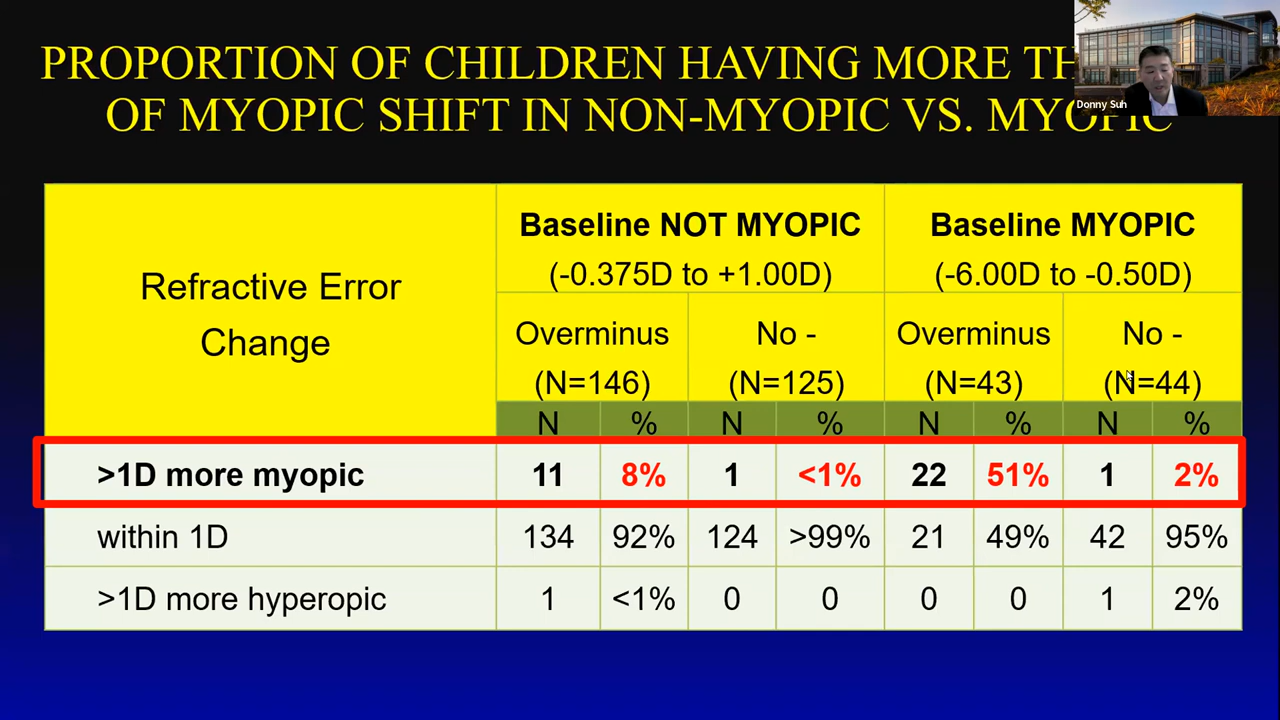 PROPORTION OF CHILDREN HAVING MORE
OF MYOPIC SHIFT IN NON-MYOPIC VS. MYOPIC
Donny Suh
Refractive Error
Change
Baseline NOT MYOPIC
(-0.375D to +1.00D)
Baseline MYOPIC
(-6.00D to -0.50D)
Overminus
(N=146)
No -
(N=125)
Overminus
(N=43)
No -
(N=44)
N % N % N % N %
>1D more myopic 11 8% 1 <1% 22 51% 1 2%
within 1D 134 92% 124 >99% 21 49% 42 95%
>1D more hyperopic 1 <1% 0 0 0 0 1 2%